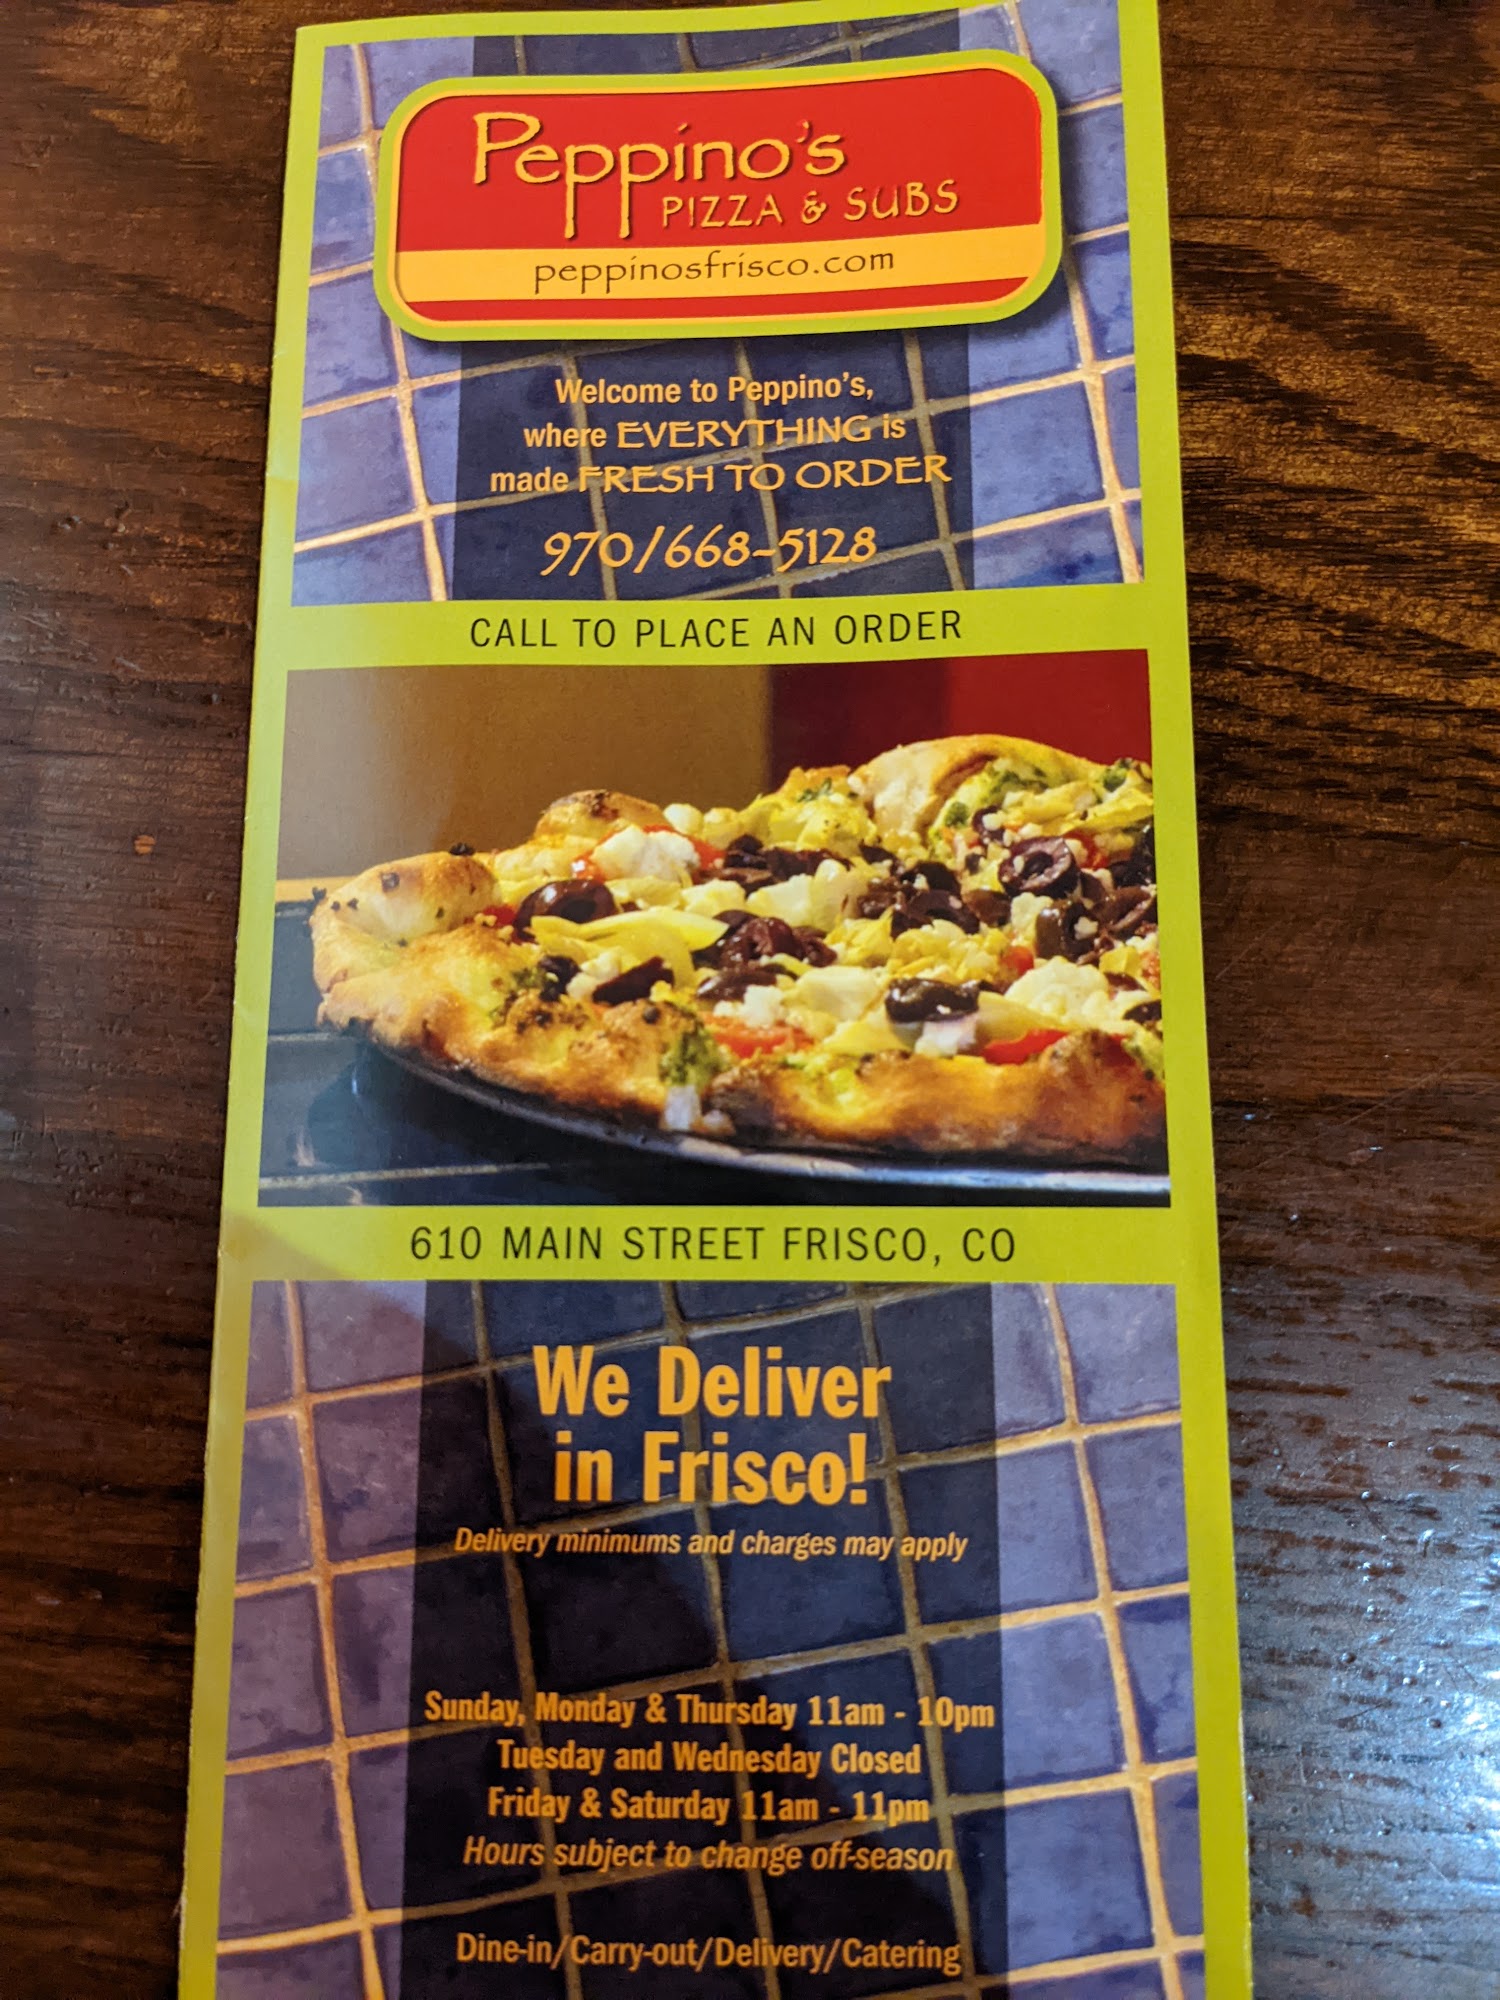 Peppino's
PIZZA & SUBS
peppinosfrisco.com
Welcome to Peppino's,
where EVERYTHING is
made FRESH TO ORDER
970/668-5128
CALL TO PLACE AN ORDER
610 MAIN STREET FRISCO, CO
We Deliver
in Frisco!
Delivery minimums and charges may apply
Sunday, Monday & Thursday 11am - 10pm
Tuesday and Wednesday Closed
Friday & Saturday 11am - 11pm
Hours subject to change off-season
Dine-in/Carry-out/Delivery/Catering